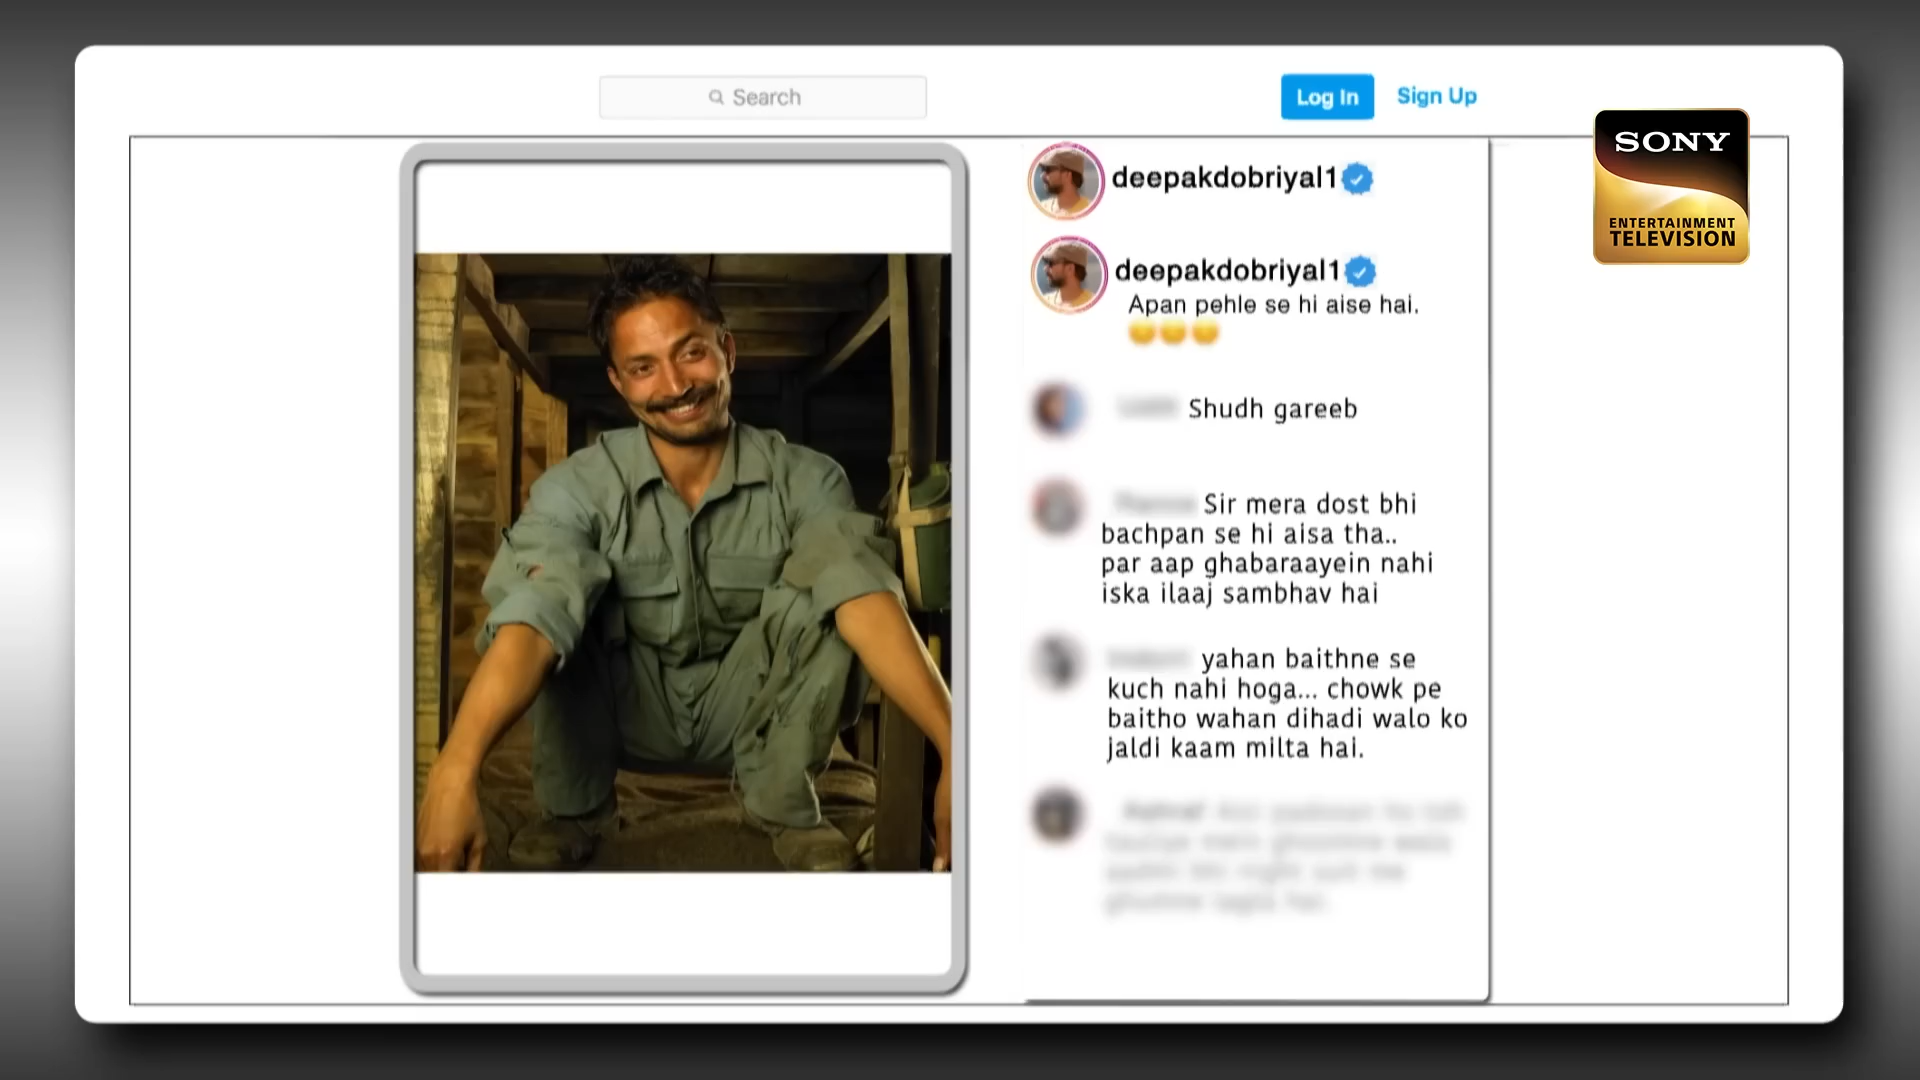 Search
Log In
Sign Up
SONY
ENTERTAINMENT
TELEVISION
deepakdobriyal1
deepakdobriyal1
Apan pehle se hi aise hai.
Shudh gareeb
Sir mera dost bhi
bachpan se hi aisa tha..
par aap ghabaraayein nahi
iska ilaaj sambhav hai
yahan baithne se
kuch nahi hoga... chowk pe
baitho wahan dihadi walo ko
jaldi kaam milta hai.